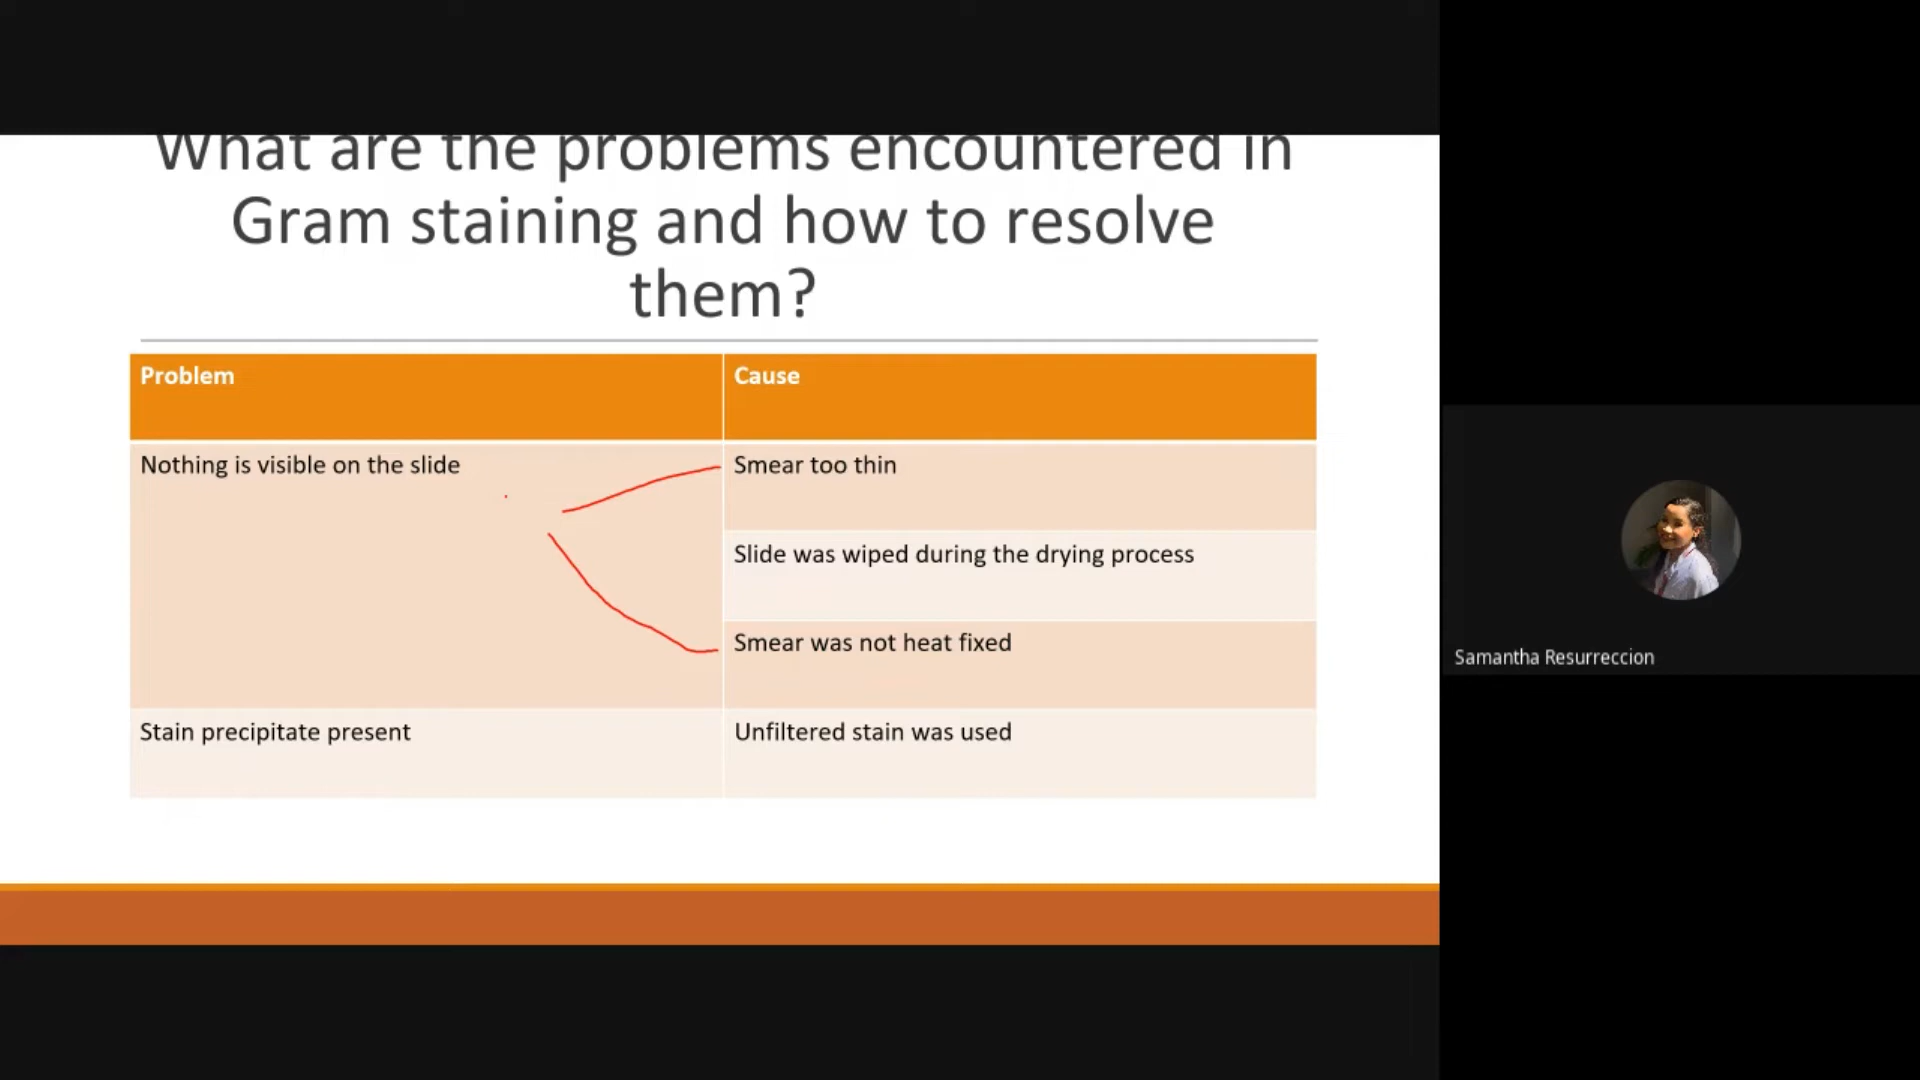 What are the problems encountered in
Gram staining and how to resolve
them?
Problem
Cause
Nothing is visible on the slide
Smear too thin
Slide was wiped during the drying process
Smear was not heat fixed
Stain precipitate present
Unfiltered stain was used
Samantha Resurreccion